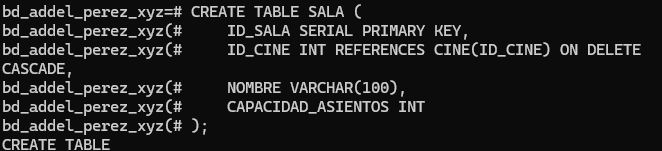 bd_addel_perez_xyz=# CREATE TABLE SALA (
bd_addel_perez_xyz(#     ID_SALA SERIAL PRIMARY KEY,
bd_addel_perez_xyz(#     ID_CINE INT REFERENCES CINE(ID_CINE) ON DELETE
CASCADE,
bd_addel_perez_xyz(#     NOMBRE VARCHAR(100),
bd_addel_perez_xyz(#     CAPACIDAD_ASIENTOS INT
bd_addel_perez_xyz(# );
CREATE TABLE